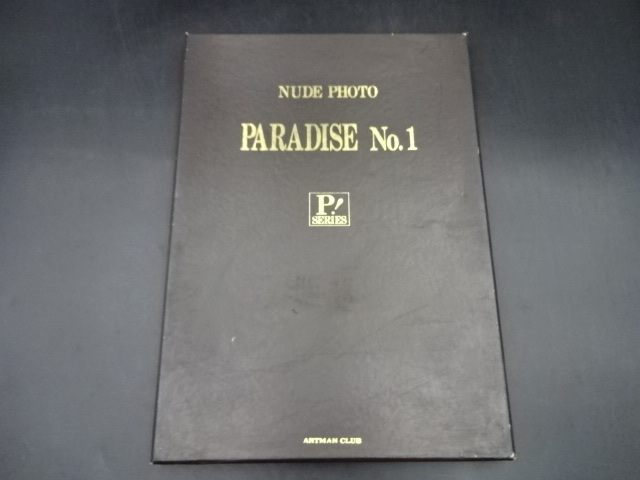 NUDE PHOTO
PARADISE No.1
P!
SERIES
ARTMAN CLUB